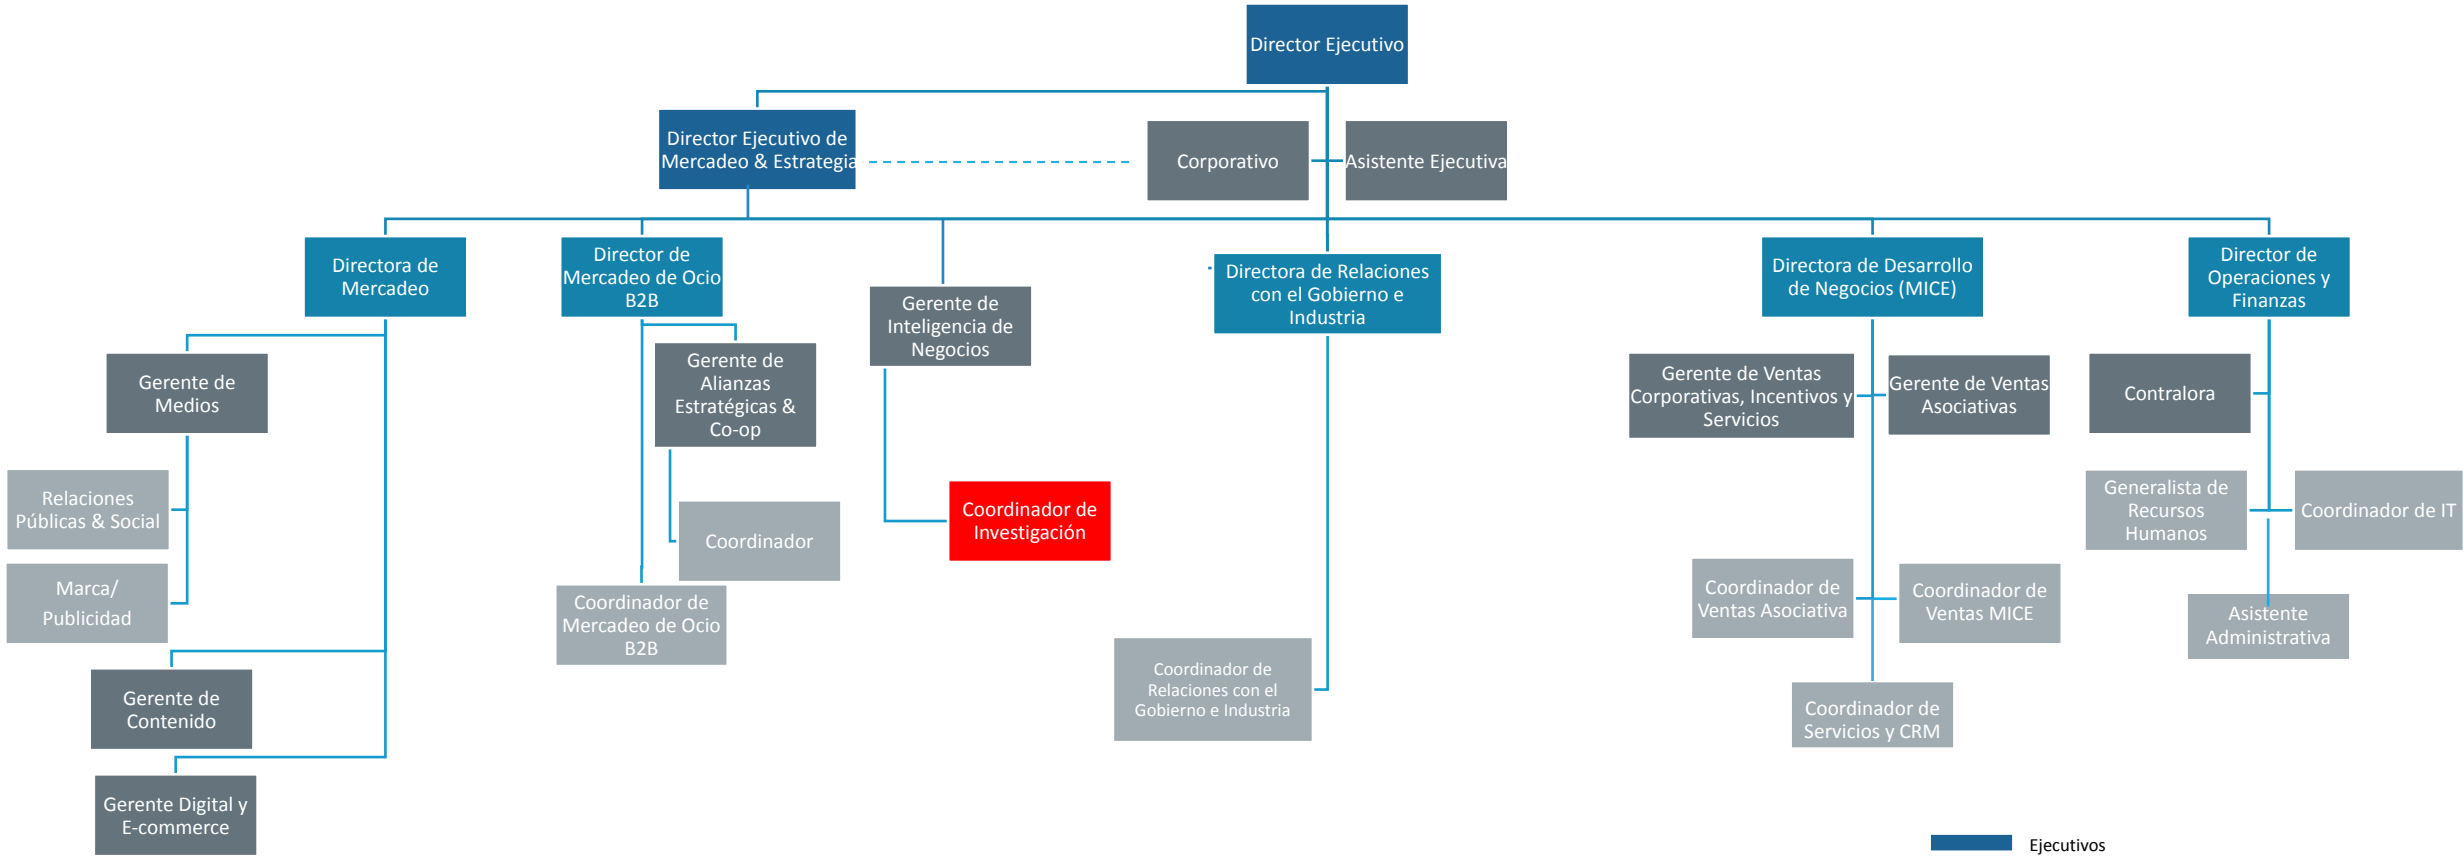 Director Ejecutivo
Director Ejecutivo de
Mercadeo & Estrategia
Corporativo
Asistente Ejecutiva
Directora de
Mercadeo
Director de
Mercadeo de Ocio
B2B
Gerente de
Inteligencia de
Negocios
Directora de Relaciones
con el Gobierno e
Industria
Directora de Desarrollo
de Negocios (MICE)
Director de
Operaciones y
Finanzas
Gerente de
Medios
Gerente de
Alianzas
Estratégicas &
Co-op
Gerente de Ventas
Corporativas, Incentivos y
Servicios
Gerente de Ventas
Asociativas
Contralora
Relaciones
Públicas & Social
Coordinador
Coordinador de
Investigación
Generalista de
Recursos
Humanos
Coordinador de IT
Marca/
Publicidad
Coordinador de
Mercadeo de Ocio
B2B
Coordinador de
Ventas Asociativa
Coordinador de
Ventas MICE
Asistente
Administrativa
Gerente de
Contenido
Coordinador de
Relaciones con el
Gobierno e Industria
Coordinador de
Servicios y CRM
Gerente Digital y
E-commerce
Ejecutivos